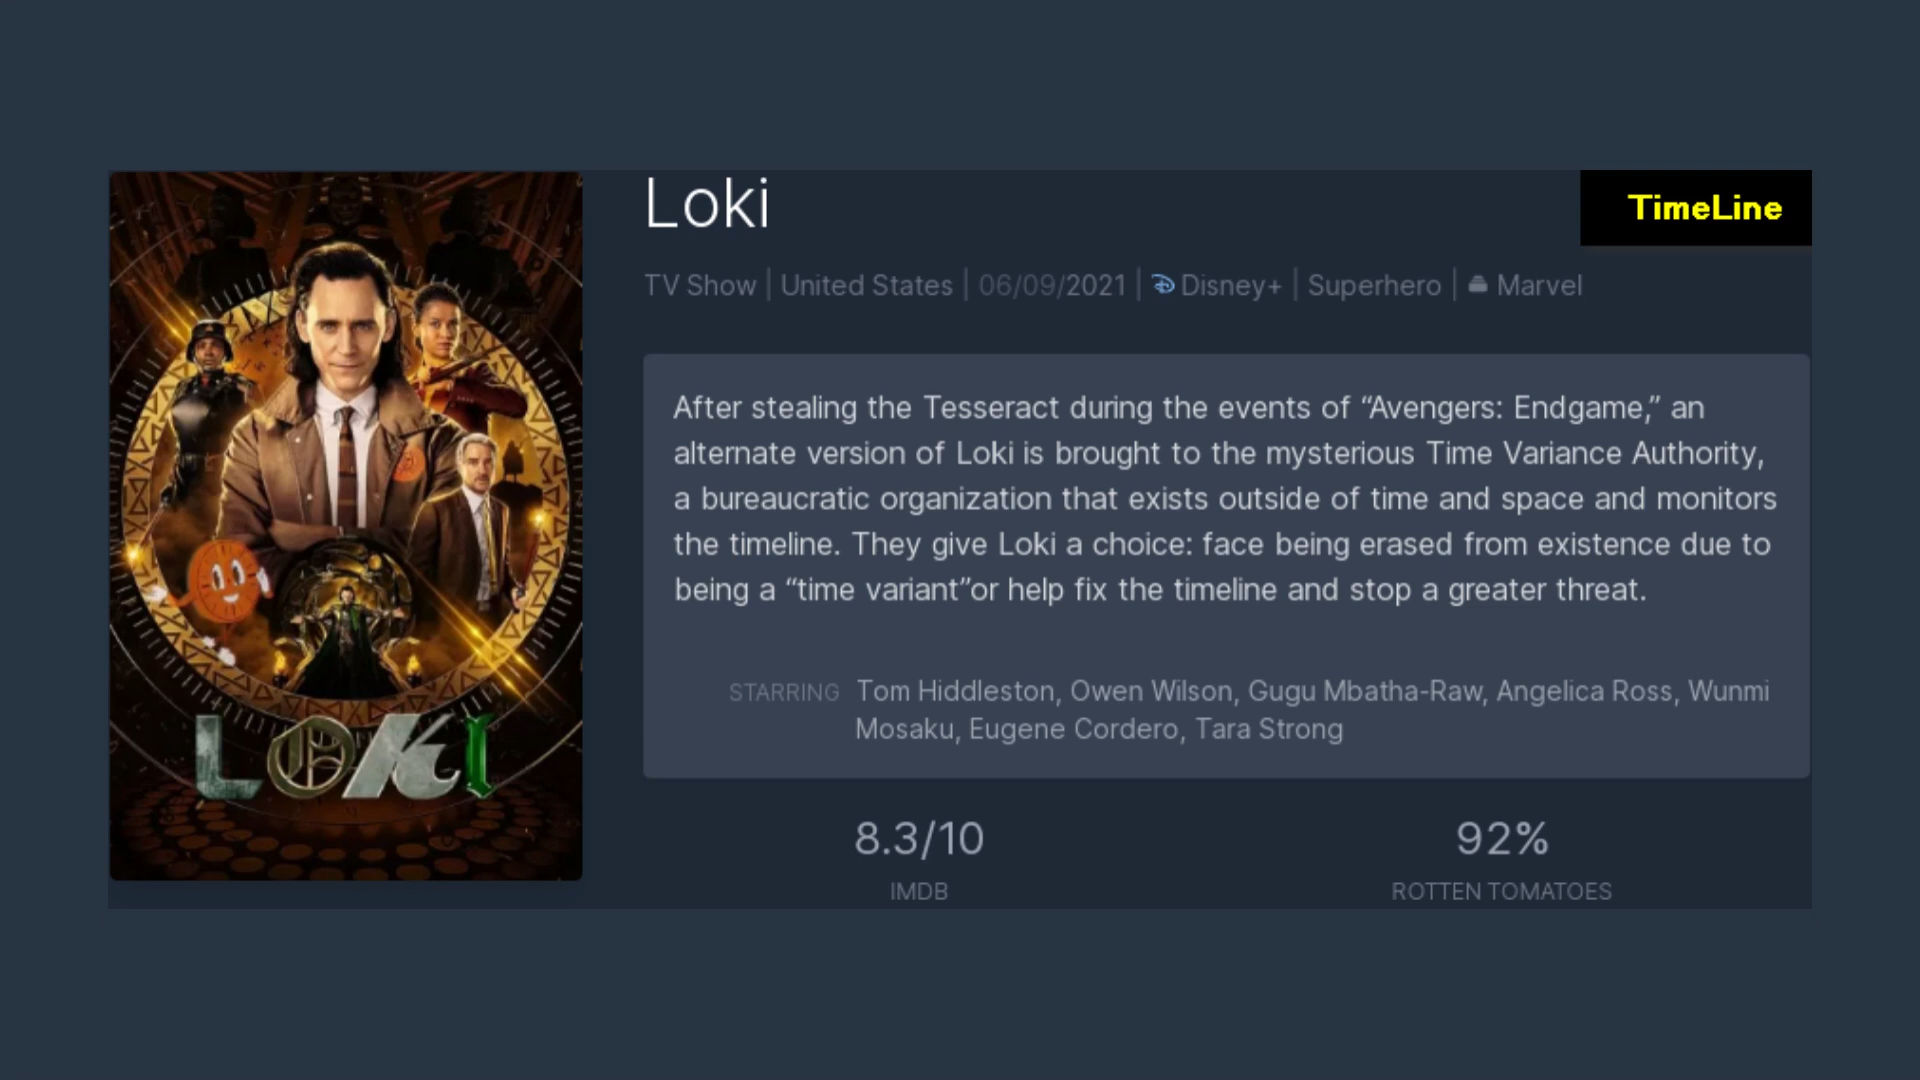 Loki
TimeLine
TV Show | United States | 06/09/2021 | Disney+ | Superhero | Marvel
After stealing the Tesseract during the events of “Avengers: Endgame,” an
alternate version of Loki is brought to the mysterious Time Variance Authority,
a bureaucratic organization that exists outside of time and space and monitors
the timeline. They give Loki a choice: face being erased from existence due to
being a “time variant”or help fix the timeline and stop a greater threat.
STARRING Tom Hiddleston, Owen Wilson, Gugu Mbatha-Raw, Angelica Ross, Wunmi
Mosaku, Eugene Cordero, Tara Strong
LOKI
8.3/10
IMDB
92%
ROTTEN TOMATOES